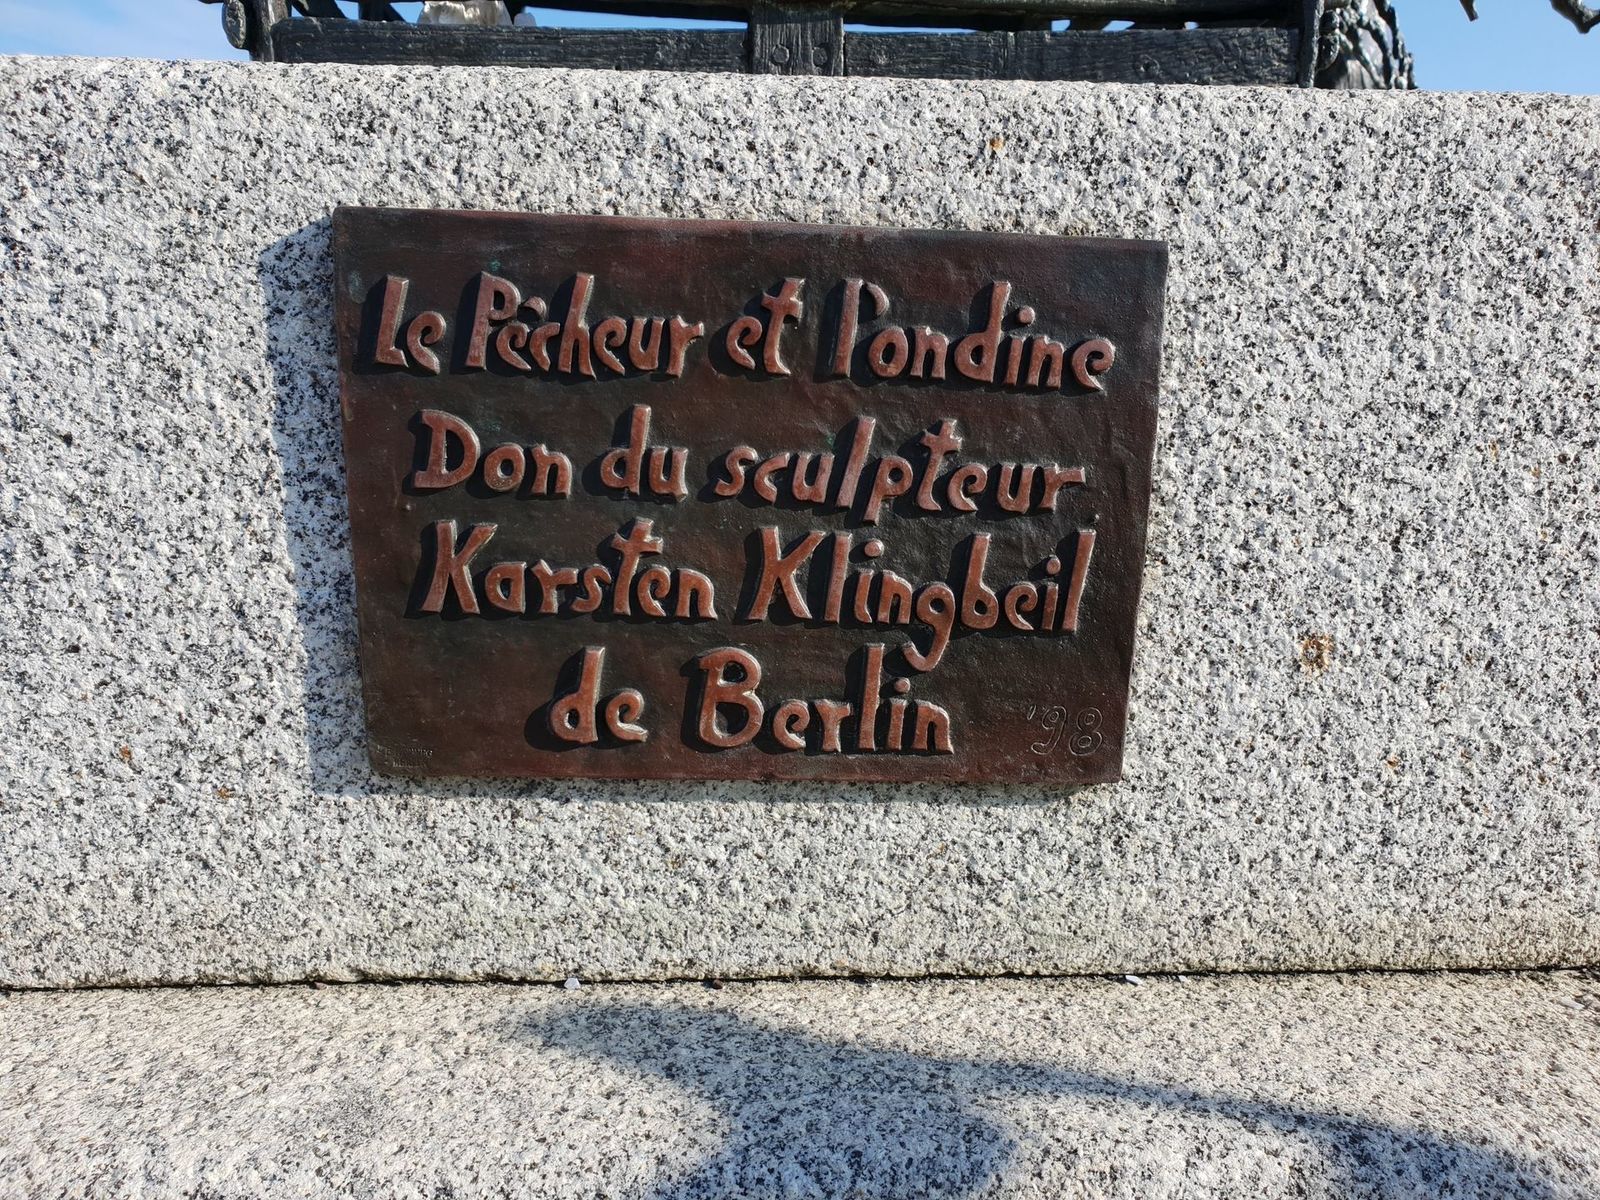 Le Pêcheur et l'ondine
Don du sculpteur
Karsten Klingbeil
de Berlin
'98